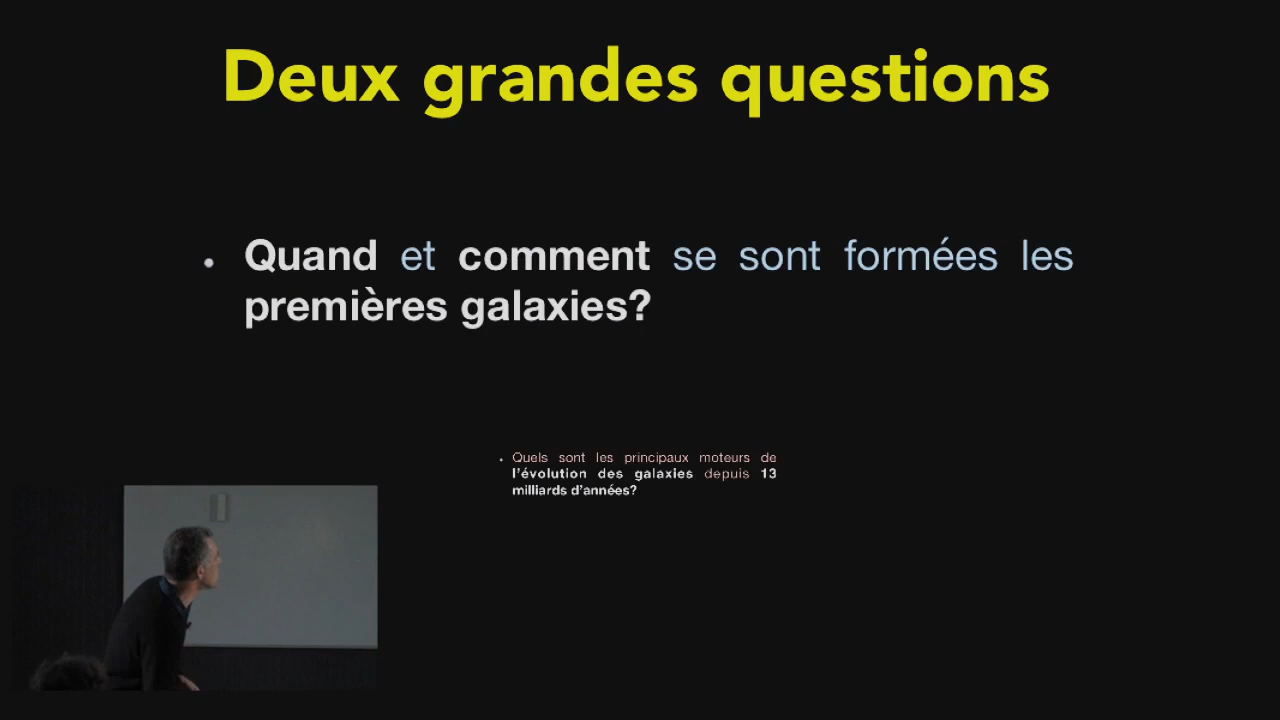 Deux grandes questions
• Quand et comment se sont formées les
premières galaxies?
• Quels sont les principaux moteurs de
l'évolution des galaxies depuis 13
milliards d'années?